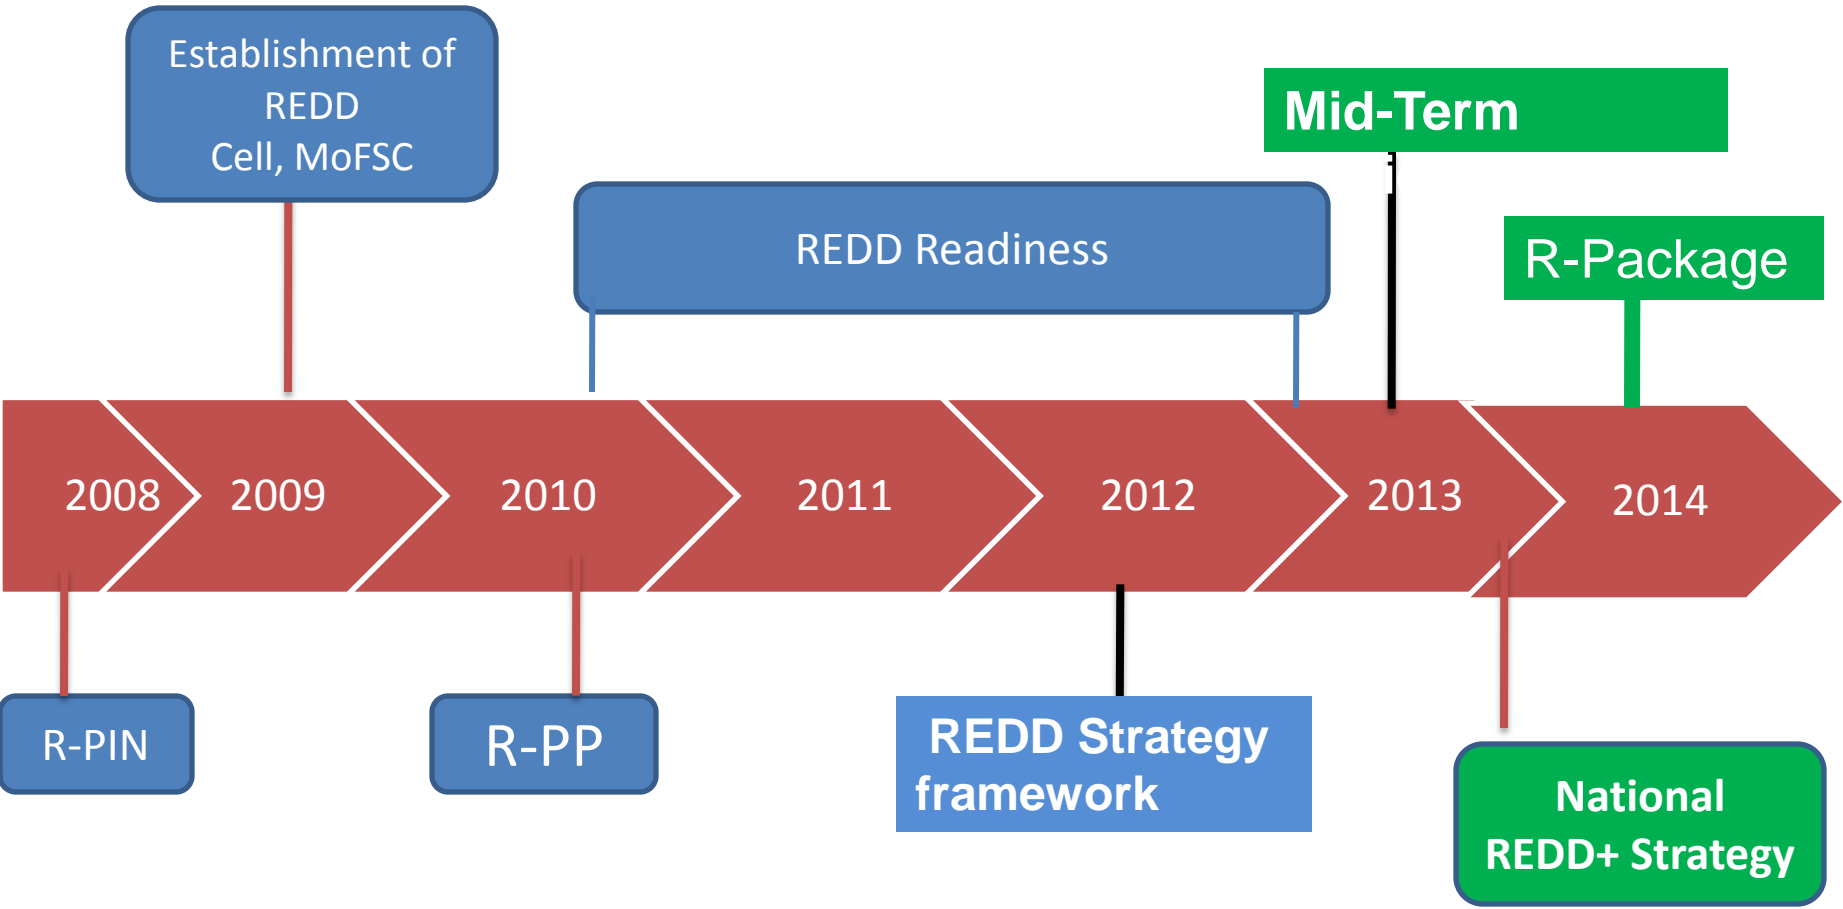 Establishment of
REDD
Cell, MoFSC
Mid-Term
REDD Readiness
R-Package
2008
2009
2010
2011
2012
2013
2014
R-PIN
R-PP
REDD Strategy
framework
National
REDD+ Strategy